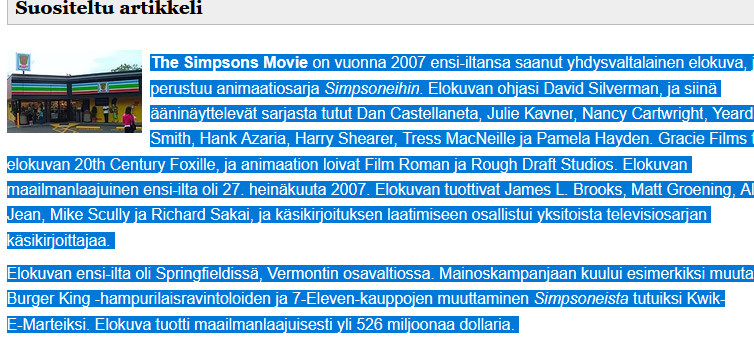 Suositeltu artikkeli
The Simpsons Movie on vuonna 2007 ensi-iltansa saanut yhdysvaltalainen elokuva,
perustuu animaatiosarja Simpsoneihin. Elokuvan ohjasi David Silverman, ja siinä
ääninäyttelevät sarjasta tutut Dan Castellaneta, Julie Kavner, Nancy Cartwright, Yeard
Smith, Hank Azaria, Harry Shearer, Tress MacNeille ja Pamela Hayden. Gracie Films
elokuvan 20th Century Foxille, ja animaation loivat Film Roman ja Rough Draft Studios. Elokuvan
maailmanlaajuinen ensi-ilta oli 27. heinäkuuta 2007. Elokuvan tuottivat James L. Brooks, Matt Groening,
Jean, Mike Scully ja Richard Sakai, ja käsikirjoituksen laatimiseen osallistui yksitoista televisiosarjan
käsikirjoittajaa.
Elokuvan ensi-ilta oli Springfieldissä, Vermontin osavaltiossa. Mainoskampanjaan kuului esimerkiksi muuta
Burger King -hampurilaisravintoloiden ja 7-Eleven-kauppojen muuttaminen Simpsoneista tutuiksi Kwik-
E-Marteiksi. Elokuva tuotti maailmanlaajuisesti yli 526 miljoonaa dollaria.